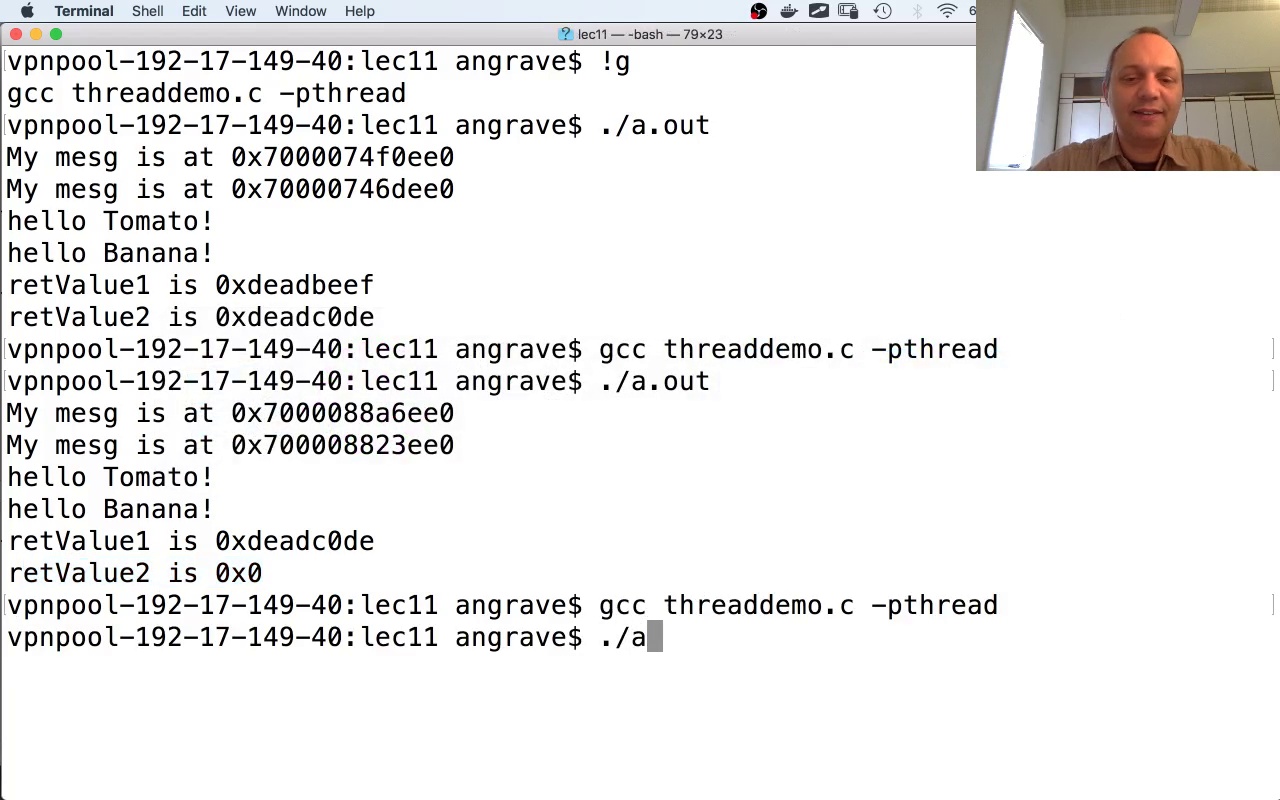 Terminal Shell Edit View Window Help
lec11 — -bash — 79×23
vpnpool-192-17-149-40:lec11 angrave$ !g
gcc threaddemo.c -pthread
vpnpool-192-17-149-40:lec11 angrave$ ./a.out
My mesg is at 0x7000074f0ee0
My mesg is at 0x70000746dee0
hello Tomato!
hello Banana!
retValue1 is 0xdeadbeef
retValue2 is 0xdeadc0de
vpnpool-192-17-149-40:lec11 angrave$ gcc threaddemo.c -pthread
vpnpool-192-17-149-40:lec11 angrave$ ./a.out
My mesg is at 0x7000088a6ee0
My mesg is at 0x700008823ee0
hello Tomato!
hello Banana!
retValue1 is 0xdeadc0de
retValue2 is 0x0
vpnpool-192-17-149-40:lec11 angrave$ gcc threaddemo.c -pthread
vpnpool-192-17-149-40:lec11 angrave$ ./a